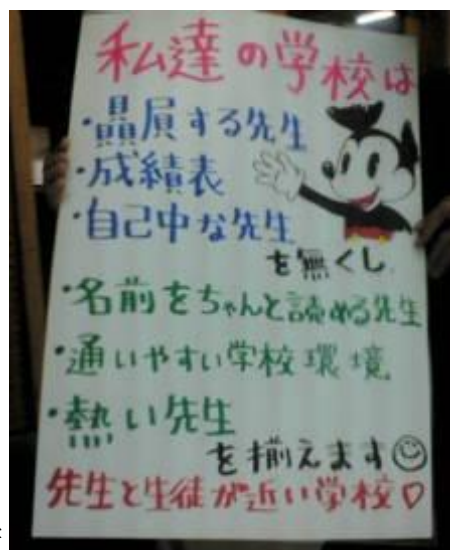 私達の学校は
・贔屓する先生
・成績表
・自己中な先生
を無くし
・名前をちゃんと読める先生
・通いやすい学校環境
・熱い先生
を揃えます☺
先生と生徒が近い学校♡